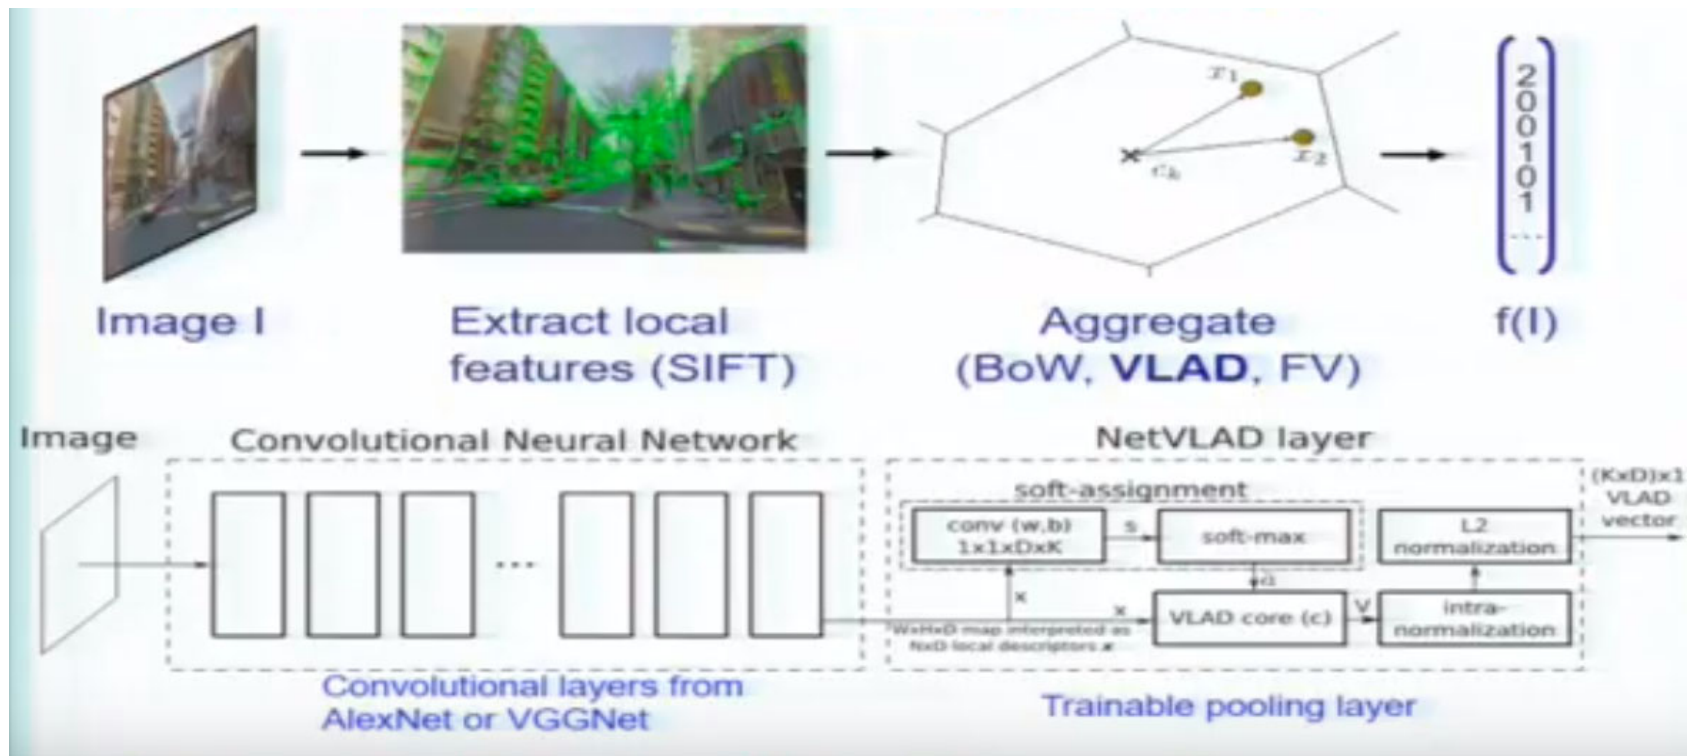 x1
x2
ck
2
0
0
1
0
1
...
Image I
Extract local
features (SIFT)
Aggregate
(BoW, VLAD, FV)
f(I)
Image
Convolutional Neural Network
NetVLAD layer
soft-assignment
conv (w,b)
1x1xDxK
s
soft-max
L2
normalization
(KxD)x1
VLAD
vector
a
x
x
VLAD core (c)
V
intra-
normalization
WxHxD map interpreted as
NxD local descriptors x
...
Convolutional layers from
AlexNet or VGGNet
Trainable pooling layer